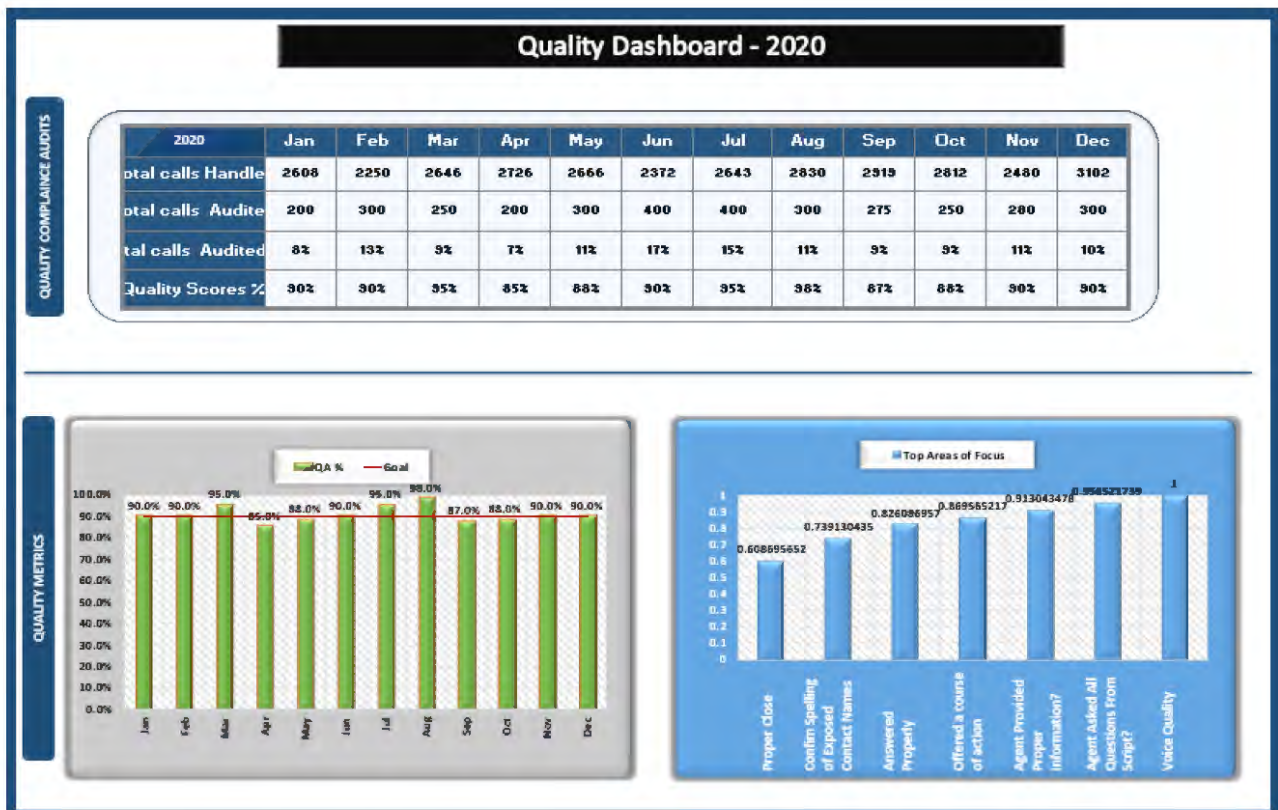 Quality Dashboard - 2020
QUALITY COMPLAINCE AUDITS
2020 Jan Feb Mar Apr May Jun Jul Aug Sep Oct Nov Dec
otal calls Handle 2608 2250 2646 2726 2666 2372 2643 2830 2919 2812 2480 3102
otal calls Audite 200 300 250 200 300 400 400 300 275 250 280 300
tal calls Audited 8% 13% 9% 7% 11% 17% 15% 11% 9% 9% 11% 10%
Quality Scores % 90% 90% 95% 85% 88% 90% 95% 98% 87% 88% 90% 90%
QUALITY METRICS
QA % Goal
100.0%
90.0%
80.0%
70.0%
60.0%
50.0%
40.0%
30.0%
20.0%
10.0%
0.0%
90.0% 90.0% 95.0% 85.0% 88.0% 90.0% 95.0% 98.0% 87.0% 88.0% 90.0% 90.0%
Jan Feb Mar Apr May Jun Jul Aug Sep Oct Nov Dec
Top Areas of Focus
1
0.9
0.8
0.7
0.6
0.5
0.4
0.3
0.2
0.1
0
0.608695652 0.739130435 0.826086957 0.869565217 0.913043478 1
Proper Close
Confirm Spelling
of Exposed
Contact Names
Answered
Properly
Offered a course
of action
Agent Provided
Proper
Information?
Agent Asked All
Questions From
Script?
Voice Quality